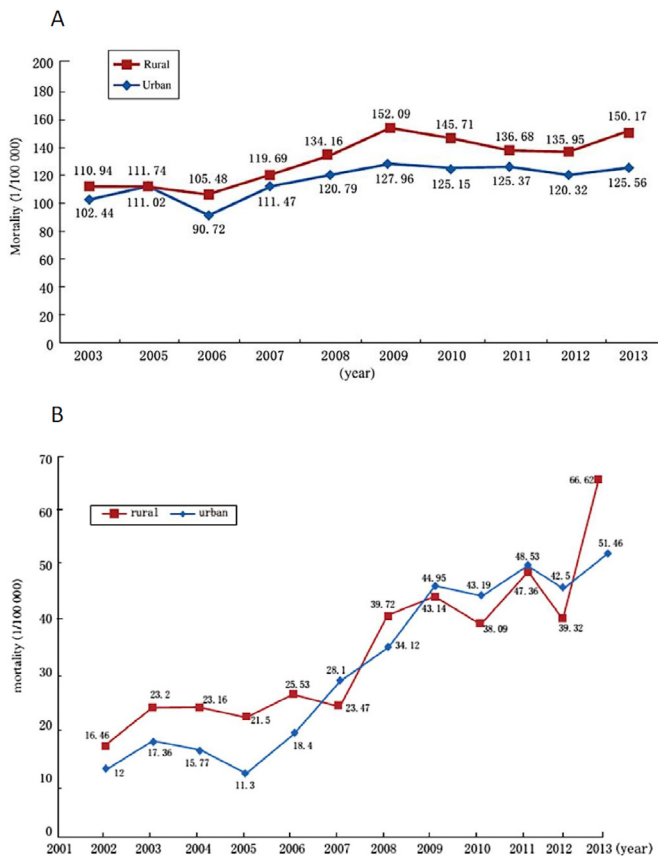 A
200
180
160
140
120
100
80
60
40
20
0
Mortality (1/100 000)
Rural
Urban
110. 94 111. 74 105. 48 119. 69 134. 16 152. 09 145. 71 136. 68 135. 95 150. 17
102. 44 111. 02 90. 72 111. 47 120. 79 127. 96 125. 15 125. 37 120. 32 125. 56
2003 2005 2006 2007 2008 2009 2010 2011 2012 2013
(year)
B
70
60
50
40
30
20
10
0
mortality (1/100 000)
rural urban
16. 46 23. 2 23. 16 21. 5 25. 53 23. 47 39. 72 43. 14 38. 09 47. 36 39. 32 66. 62
12 17. 36 15. 77 11. 3 18. 4 28. 1 34. 12 44. 95 43. 19 48. 53 42. 5 51. 46
2001 2002 2003 2004 2005 2006 2007 2008 2009 2010 2011 2012 2013 (year)